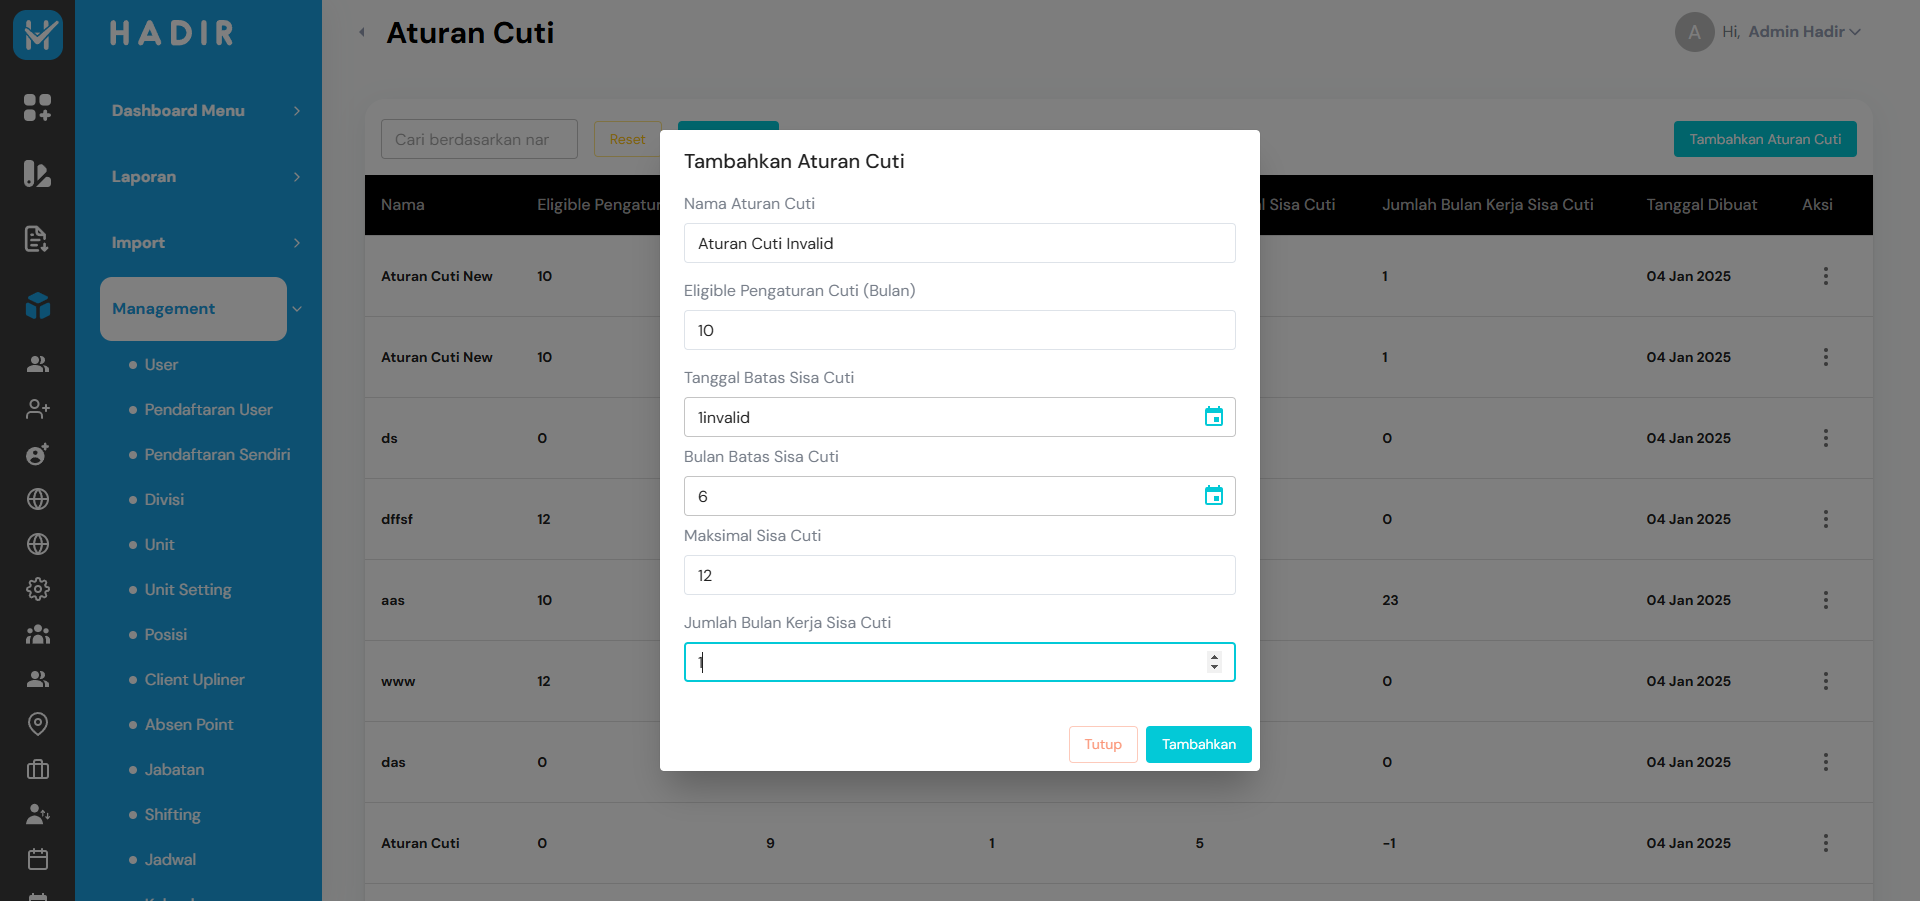 HADIR
Aturan Cuti
A
Hi, Admin Hadir
Dashboard Menu
Laporan
Import
Management
User
Pendaftaran User
Pendaftaran Sendiri
Divisi
Unit
Unit Setting
Posisi
Client Upliner
Absen Point
Jabatan
Shifting
Jadwal
Cari berdasarkan nar
Reset
Tambahkan Aturan Cuti
Nama
Eligible Pengatur
l Sisa Cuti
Jumlah Bulan Kerja Sisa Cuti
Tanggal Dibuat
Aksi
Aturan Cuti New 10 1 04 Jan 2025
Aturan Cuti New 10 1 04 Jan 2025
ds 0 0 04 Jan 2025
dffsf 12 0 04 Jan 2025
aas 10 23 04 Jan 2025
www 12 0 04 Jan 2025
das 0 0 04 Jan 2025
Aturan Cuti 0 9 1 5 -1 04 Jan 2025
Tambahkan Aturan Cuti
Nama Aturan Cuti
Aturan Cuti Invalid
Eligible Pengaturan Cuti (Bulan)
10
Tanggal Batas Sisa Cuti
1invalid
Bulan Batas Sisa Cuti
6
Maksimal Sisa Cuti
12
Jumlah Bulan Kerja Sisa Cuti
1
Tutup
Tambahkan